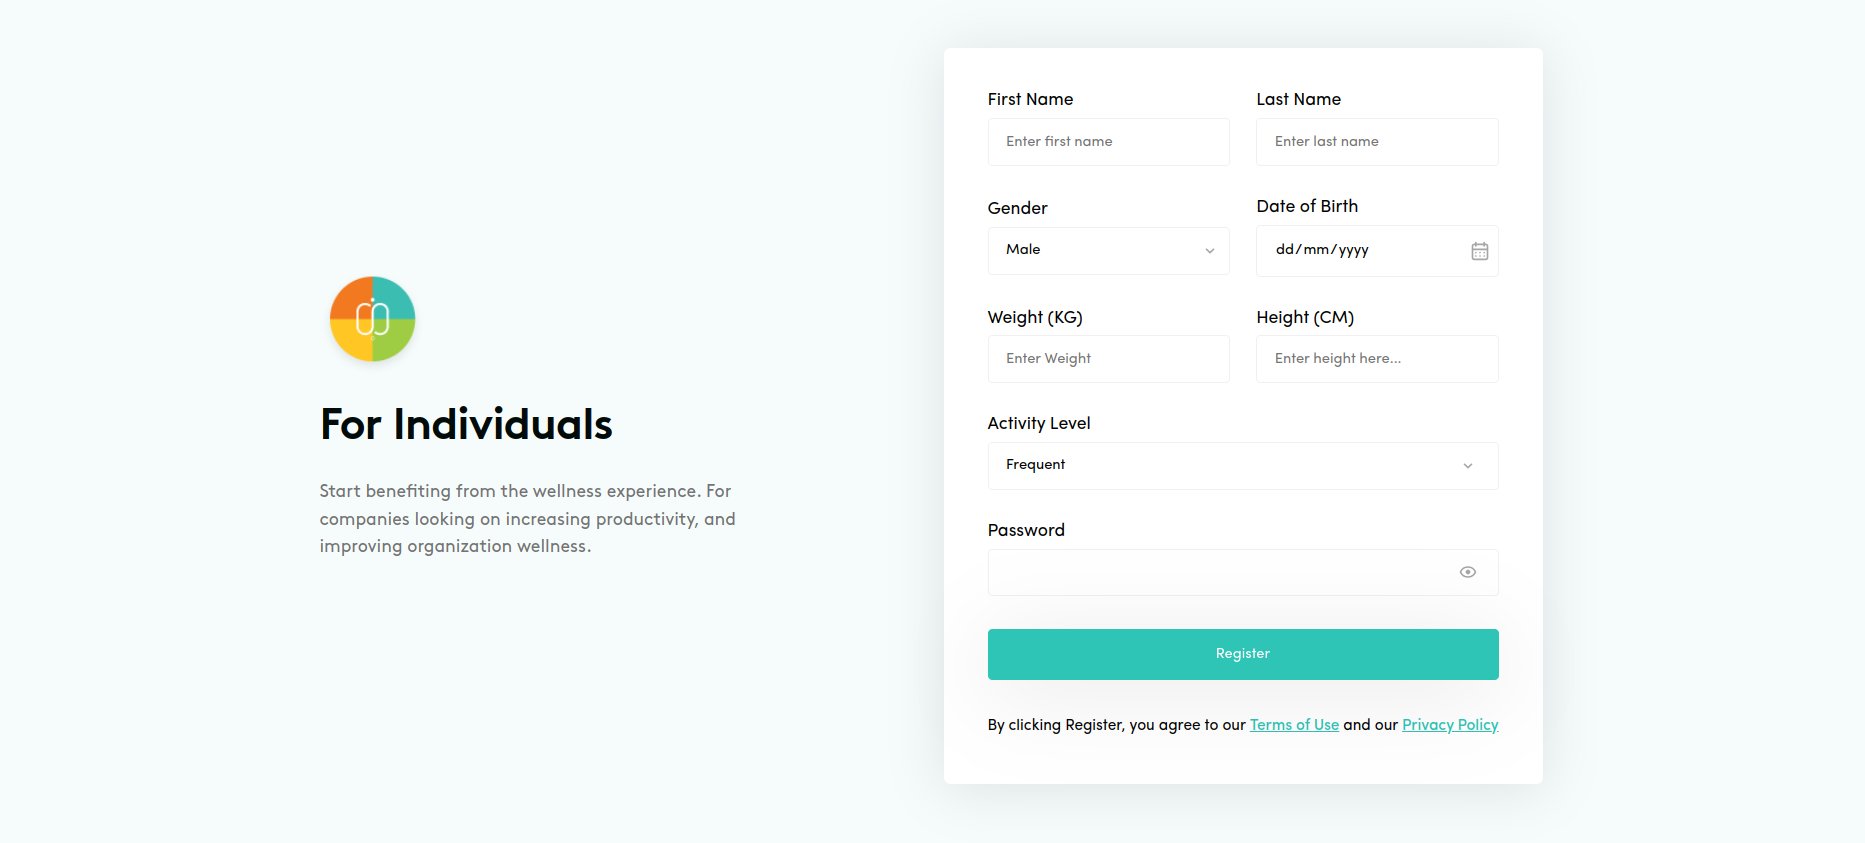 For Individuals
Start benefiting from the wellness experience. For
companies looking on increasing productivity, and
improving organization wellness.
First Name
Last Name
Enter first name
Enter last name
Gender
Date of Birth
Male
dd/mm/yyyy
Weight (KG)
Height (CM)
Enter Weight
Enter height here...
Activity Level
Frequent
Password
Register
By clicking Register, you agree to our Terms of Use and our Privacy Policy